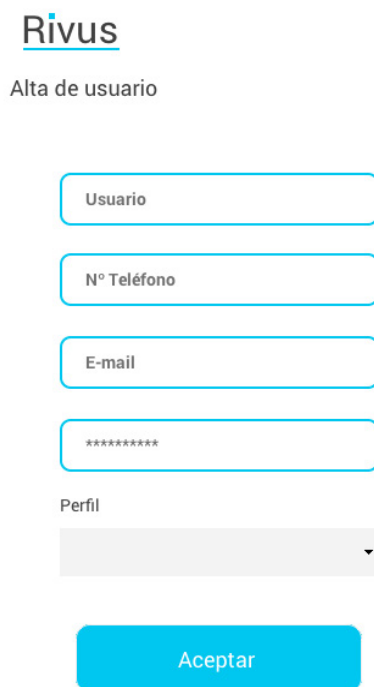 Rivus
Alta de usuario
Usuario
Nº Teléfono
E-mail
**********
Perfil
Aceptar